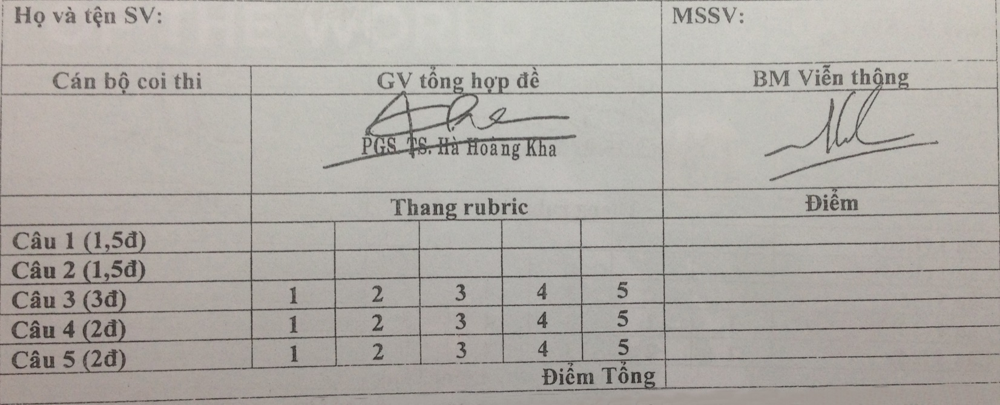 Họ và tện SV: MSSV:
Cán bộ coi thi GV tổng hợp đề BM Viễn thông
PGS. TS. Hà Hoàng Kha
Thang rubric Điểm
Câu 1 (1,5đ)
Câu 2 (1,5đ)
Câu 3 (3đ) 1 2 3 4 5
Câu 4 (2đ) 1 2 3 4 5
Câu 5 (2đ) 1 2 3 4 5
Điểm Tổng